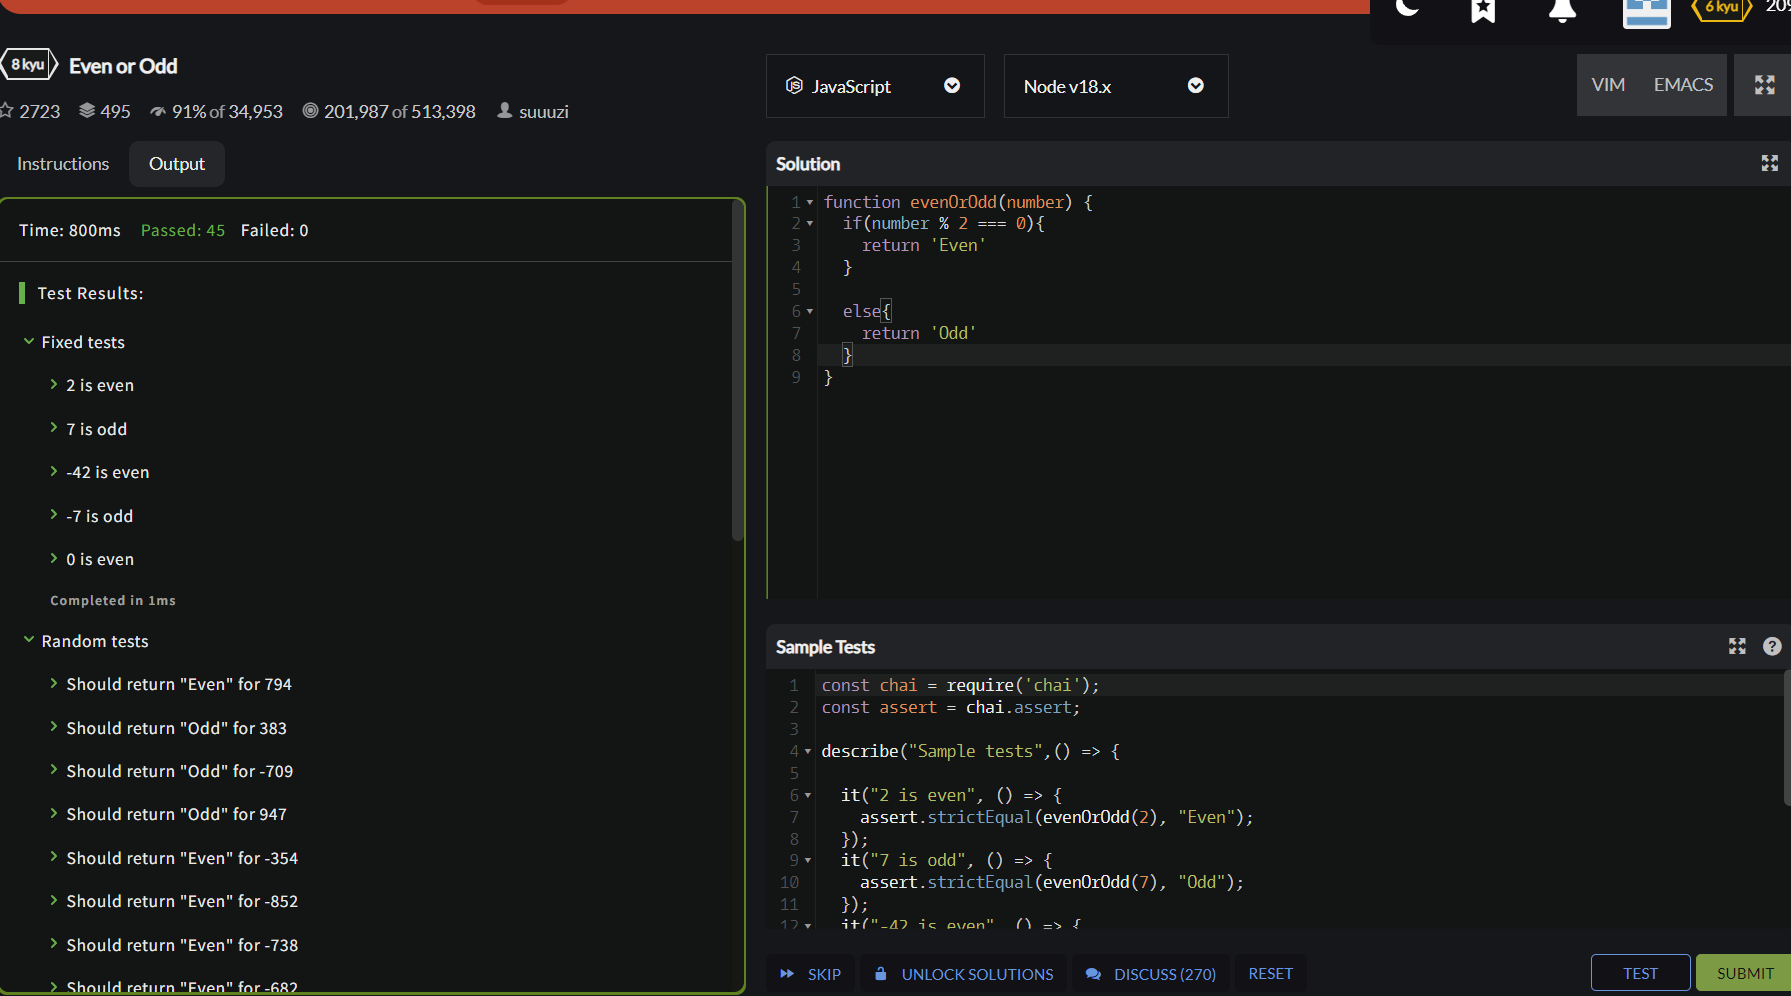 6 kyu
8 kyu Even or Odd
2723 495 91% of 34,953 201,987 of 513,398 suuuzi
Instructions Output
Time: 800ms Passed: 45 Failed: 0
Test Results:
Fixed tests
2 is even
7 is odd
-42 is even
-7 is odd
0 is even
Completed in 1ms
Random tests
Should return "Even" for 794
Should return "Odd" for 383
Should return "Odd" for -709
Should return "Odd" for 947
Should return "Even" for -354
Should return "Even" for -852
Should return "Even" for -738
Should return "Even" for -682
JavaScript Node v18.x VIM EMACS
Solution
1 function evenOrOdd(number) {
2 if(number % 2 === 0){
3 return 'Even'
4 }
5
6 else{
7 return 'Odd'
8 }
9 }
Sample Tests
1 const chai = require('chai');
2 const assert = chai.assert;
3
4 describe("Sample tests",() => {
5
6 it("2 is even", () => {
7 assert.strictEqual(evenOrOdd(2), "Even");
8 });
9 it("7 is odd", () => {
10 assert.strictEqual(evenOrOdd(7), "Odd");
11 });
12 it("-42 is even", () => {
SKIP UNLOCK SOLUTIONS DISCUSS (270) RESET TEST SUBMIT